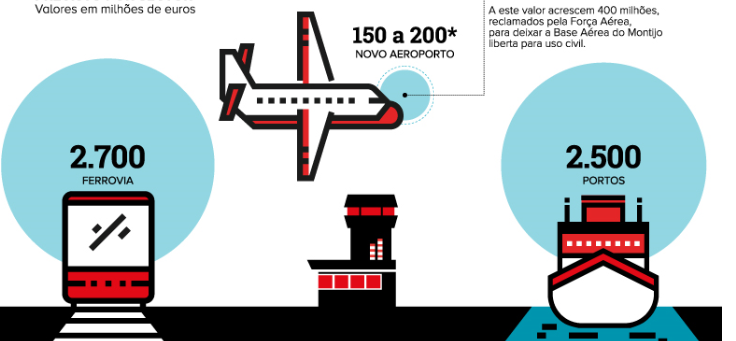 Valores em milhões de euros
150 a 200*
NOVO AEROPORTO
A este valor acrescem 400 milhões,
reclamados pela Força Aérea,
para deixar a Base Aérea do Montijo
liberta para uso civil.
2.700
FERROVIA
2.500
PORTOS